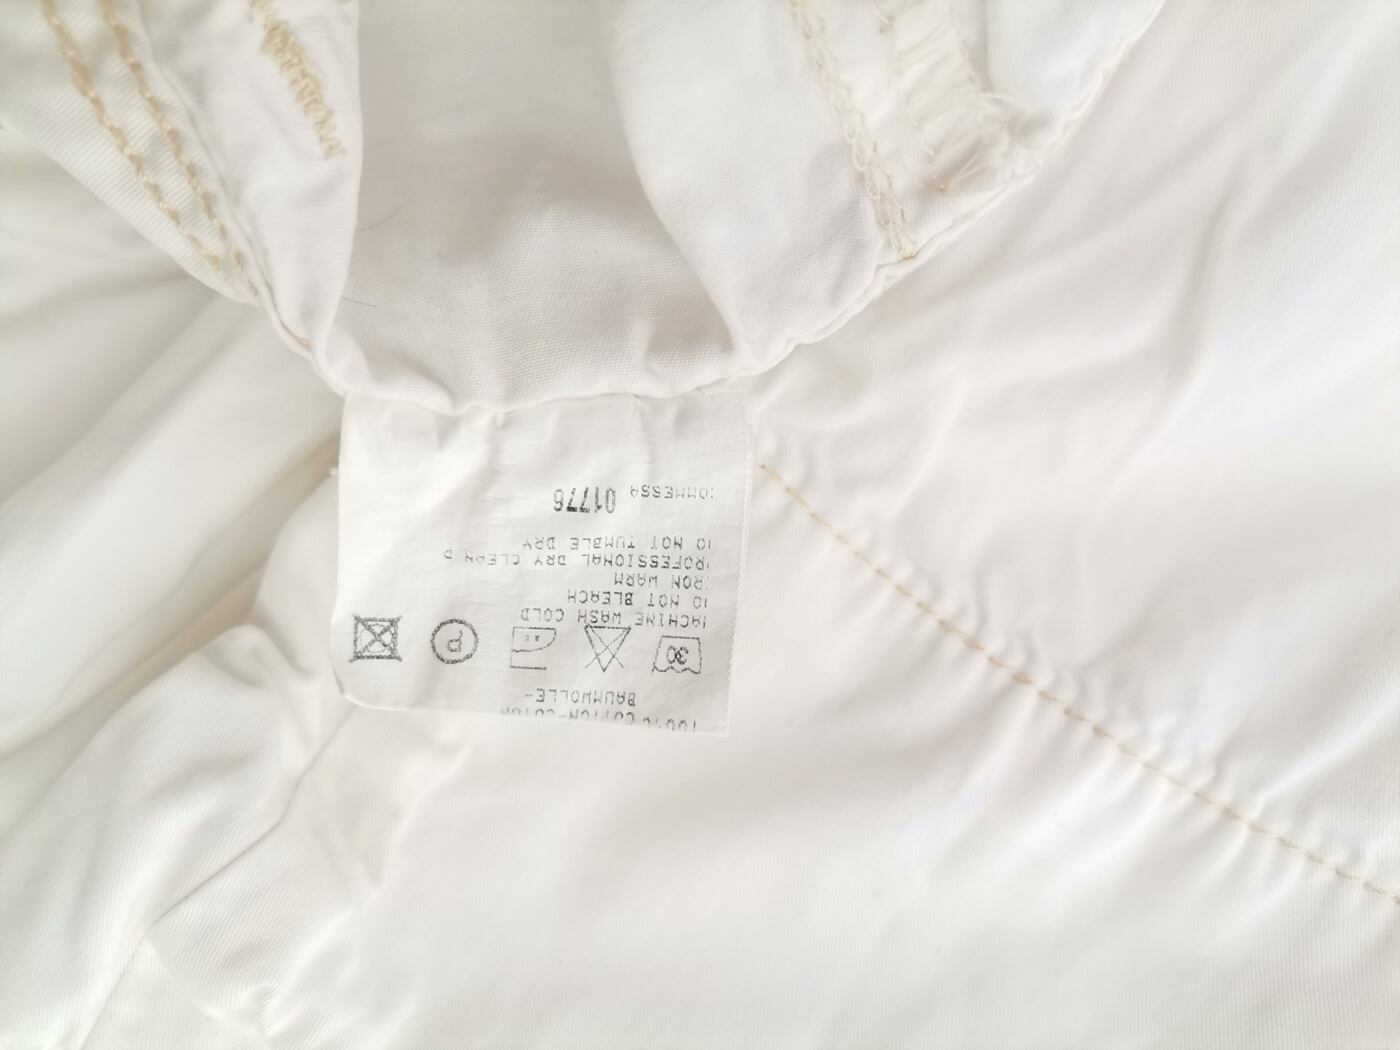 100% COTTON-COTON
BAUMWOLLE-
30 P
MACHINE WASH COLD
DO NOT BLEACH
IRON WARM
PROFESSIONAL DRY CLEAN P
DO NOT TUMBLE DRY
COMMESSA 01776